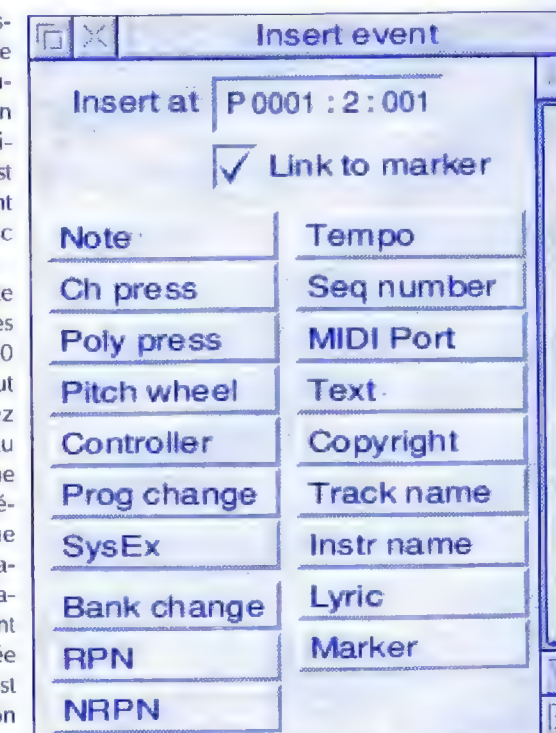 Insert event
Insert at P0001 : 2 : 001
Link to marker
Note
Ch press
Poly press
Pitch wheel
Controller
Prog change
SysEx
Bank change
RPN
NRPN
Tempo
Seq number
MIDI Port
Text
Copyright
Track name
Instr name
Lyric
Marker